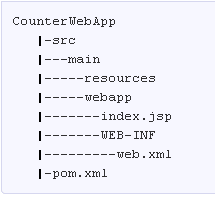 CounterWebApp
|-src
|---main
|-----resources
|-----webapp
|-------index.jsp
|-------WEB-INF
|---------web.xml
|-pom.xml